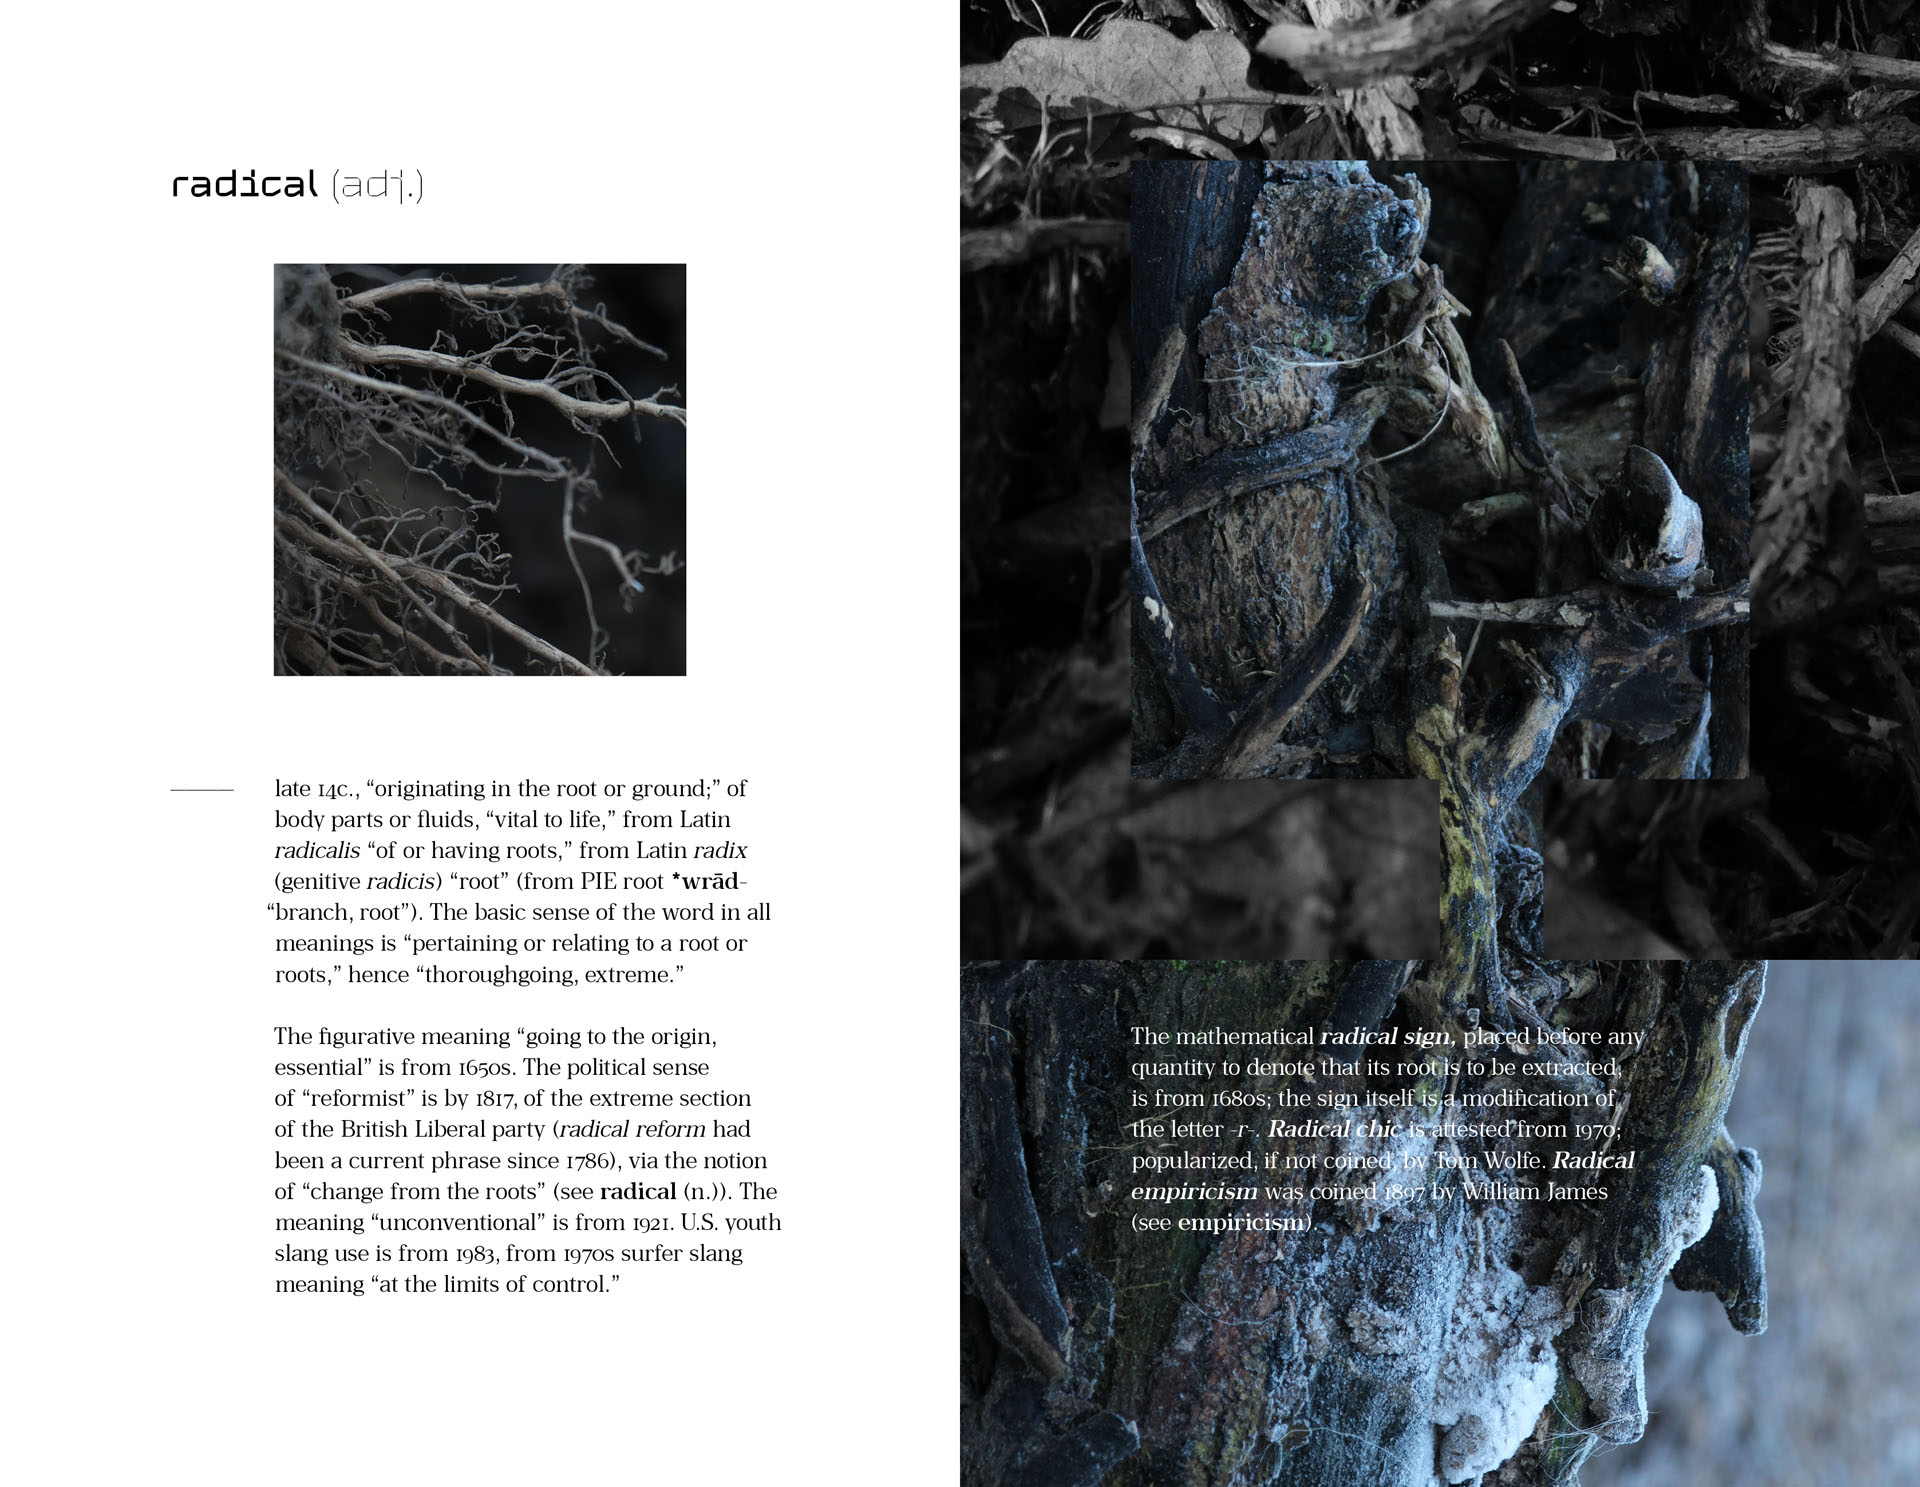 radical (adj.)
late 14c., “originating in the root or ground;” of
body parts or fluids, “vital to life,” from Latin
radicalis “of or having roots,” from Latin radix
(genitive radicis) “root” (from PIE root *wrād-
“branch, root”). The basic sense of the word in all
meanings is “pertaining or relating to a root or
roots,” hence “thoroughgoing, extreme.”
The figurative meaning “going to the origin,
essential” is from 1650s. The political sense
of “reformist” is by 1817, of the extreme section
of the British Liberal party (radical reform had
been a current phrase since 1786), via the notion
of “change from the roots” (see radical (n.)). The
meaning “unconventional” is from 1921. U.S. youth
slang use is from 1983, from 1970s surfer slang
meaning “at the limits of control.”
The mathematical radical sign, placed before any
quantity to denote that its root is to be extracted,
is from 1680s; the sign itself is a modification of
the letter -r-. Radical chic is attested from 1970;
popularized, if not coined, by Tom Wolfe. Radical
empiricism was coined 1897 by William James
(see empiricism).